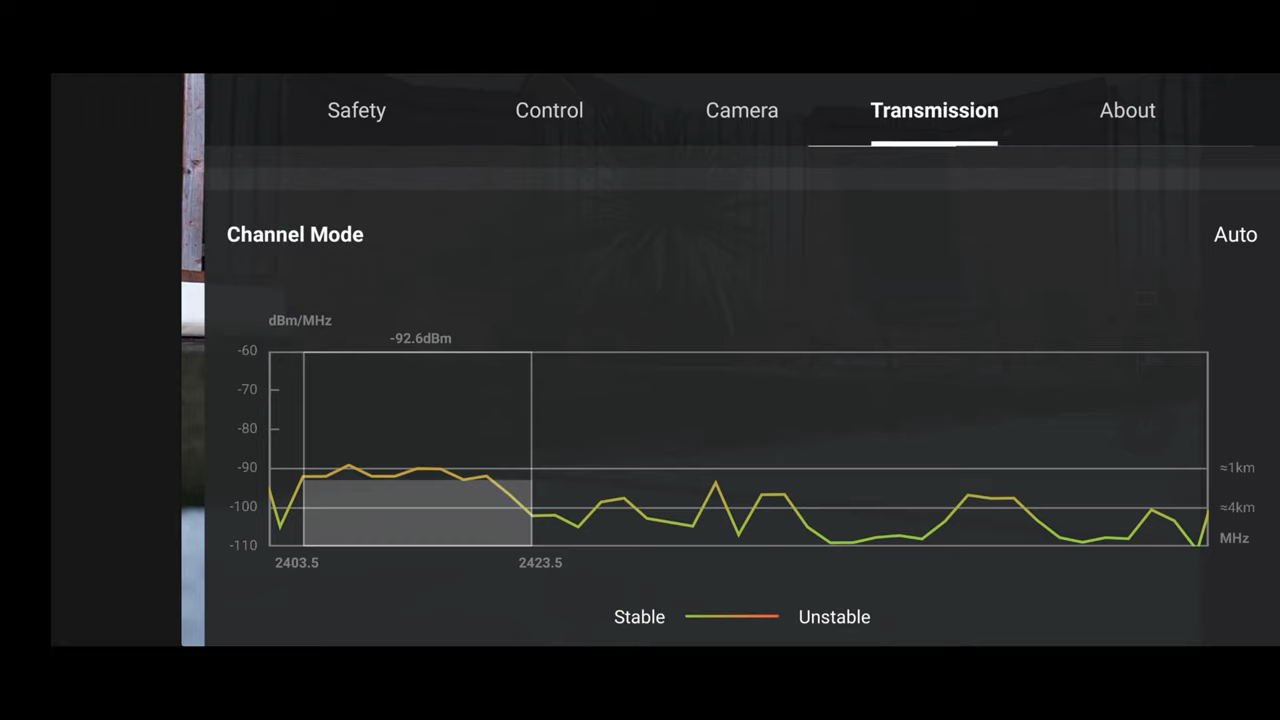 Safety Control Camera Transmission About
Channel Mode Auto
dBm/MHz
-92.6dBm
-60
-70
-80
-90 ≈1km
-100 ≈4km
-110 MHz
2403.5 2423.5
Stable Unstable